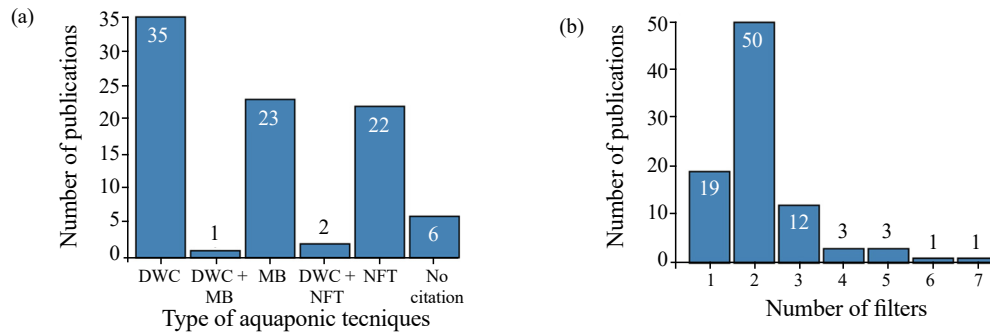 (a)
Number of publications
35
30
25
20
15
10
5
0
35
1
23
2
22
6
DWC
DWC +
MB
MB
DWC +
NFT
NFT
No
citation
Type of aquaponic tecniques
(b)
Number of publications
50
40
30
20
10
0
19
50
12
3
3
1
1
1
2
3
4
5
6
7
Number of filters